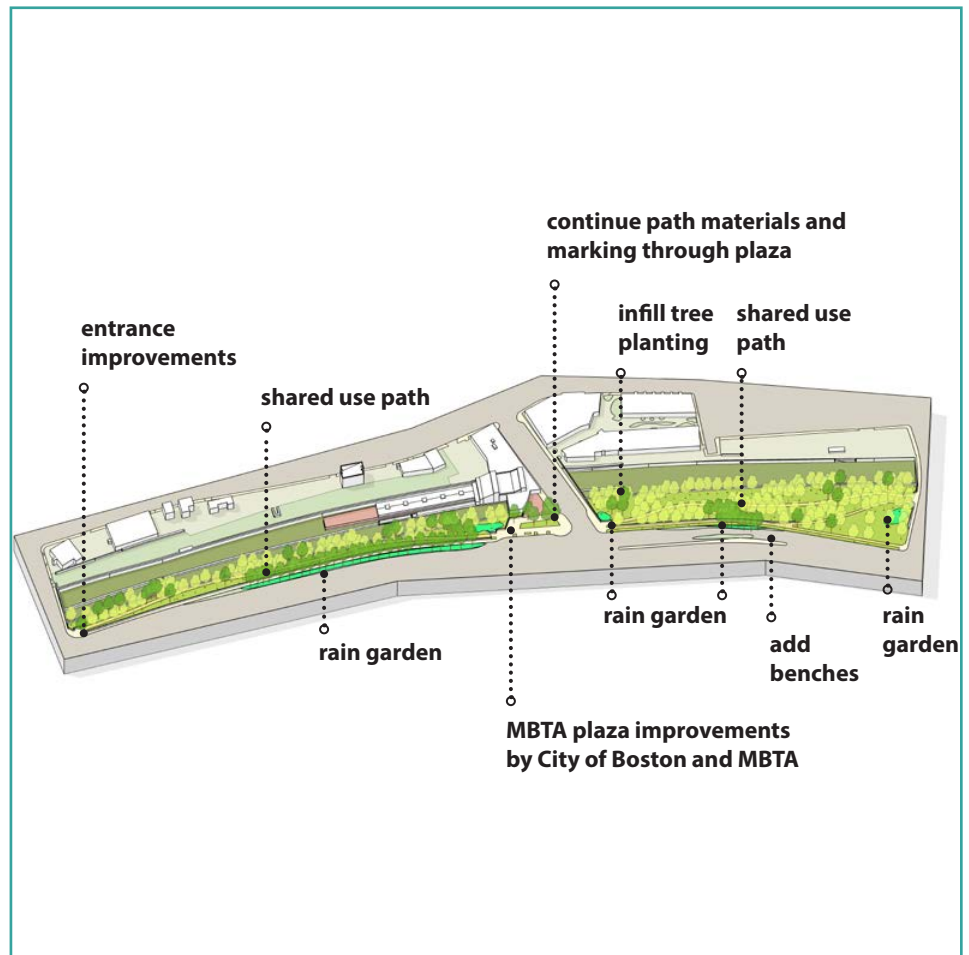 continue path materials and
marking through plaza
infill tree
planting
shared use
path
entrance
improvements
shared use path
rain garden
rain garden
add
benches
rain
garden
MBTA plaza improvements
by City of Boston and MBTA